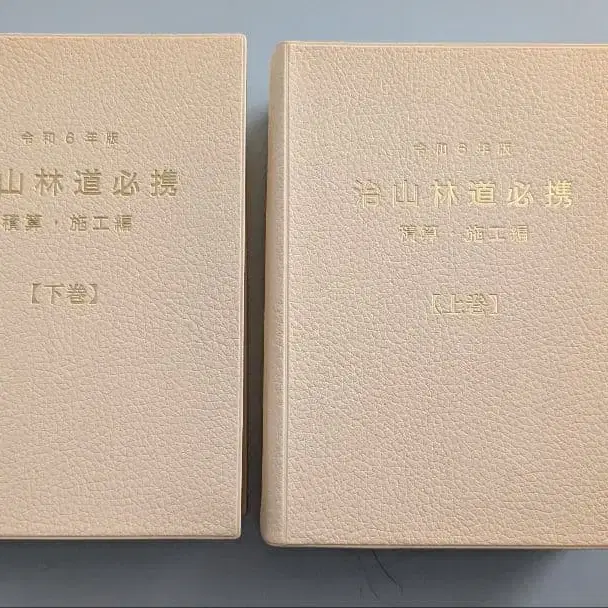 令和6年版
山林道必携
積算・施工編
【下巻】
令和6年版
治山林道必携
積算・施工編
【上巻】